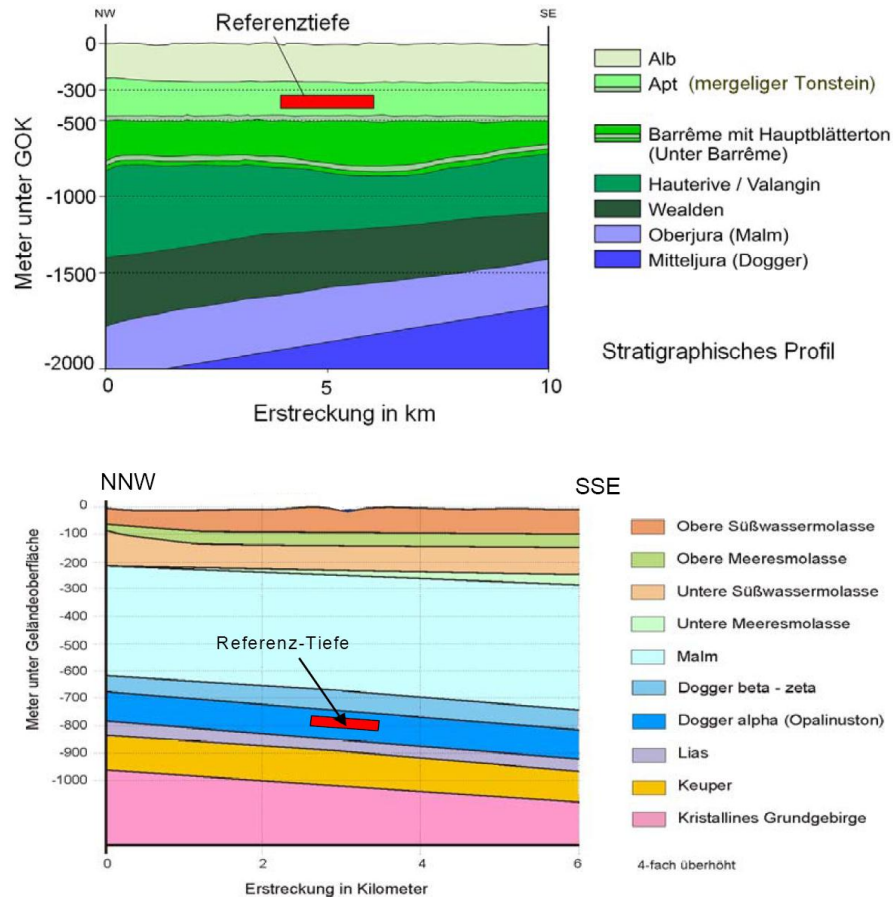 NW
SE
Referenztiefe
0
-300
-500
-1000
-1500
-2000
Meter unter GOK
0
5
10
Erstreckung in km
Alb
Apt (mergeliger Tonstein)
Barrême mit Hauptblätterton
(Unter Barrême)
Hauterive / Valangin
Wealden
Oberjura (Malm)
Mitteljura (Dogger)
Stratigraphisches Profil
NNW
SSE
0
-100
-200
-300
-400
-500
-600
-700
-800
-900
-1000
Meter unter Geländeoberfläche
Referenz-Tiefe
0
2
4
6
Erstreckung in Kilometer
Obere Süßwassermolasse
Obere Meeresmolasse
Untere Süßwassermolasse
Untere Meeresmolasse
Malm
Dogger beta - zeta
Dogger alpha (Opalinuston)
Lias
Keuper
Kristallines Grundgebirge
4-fach überhöht